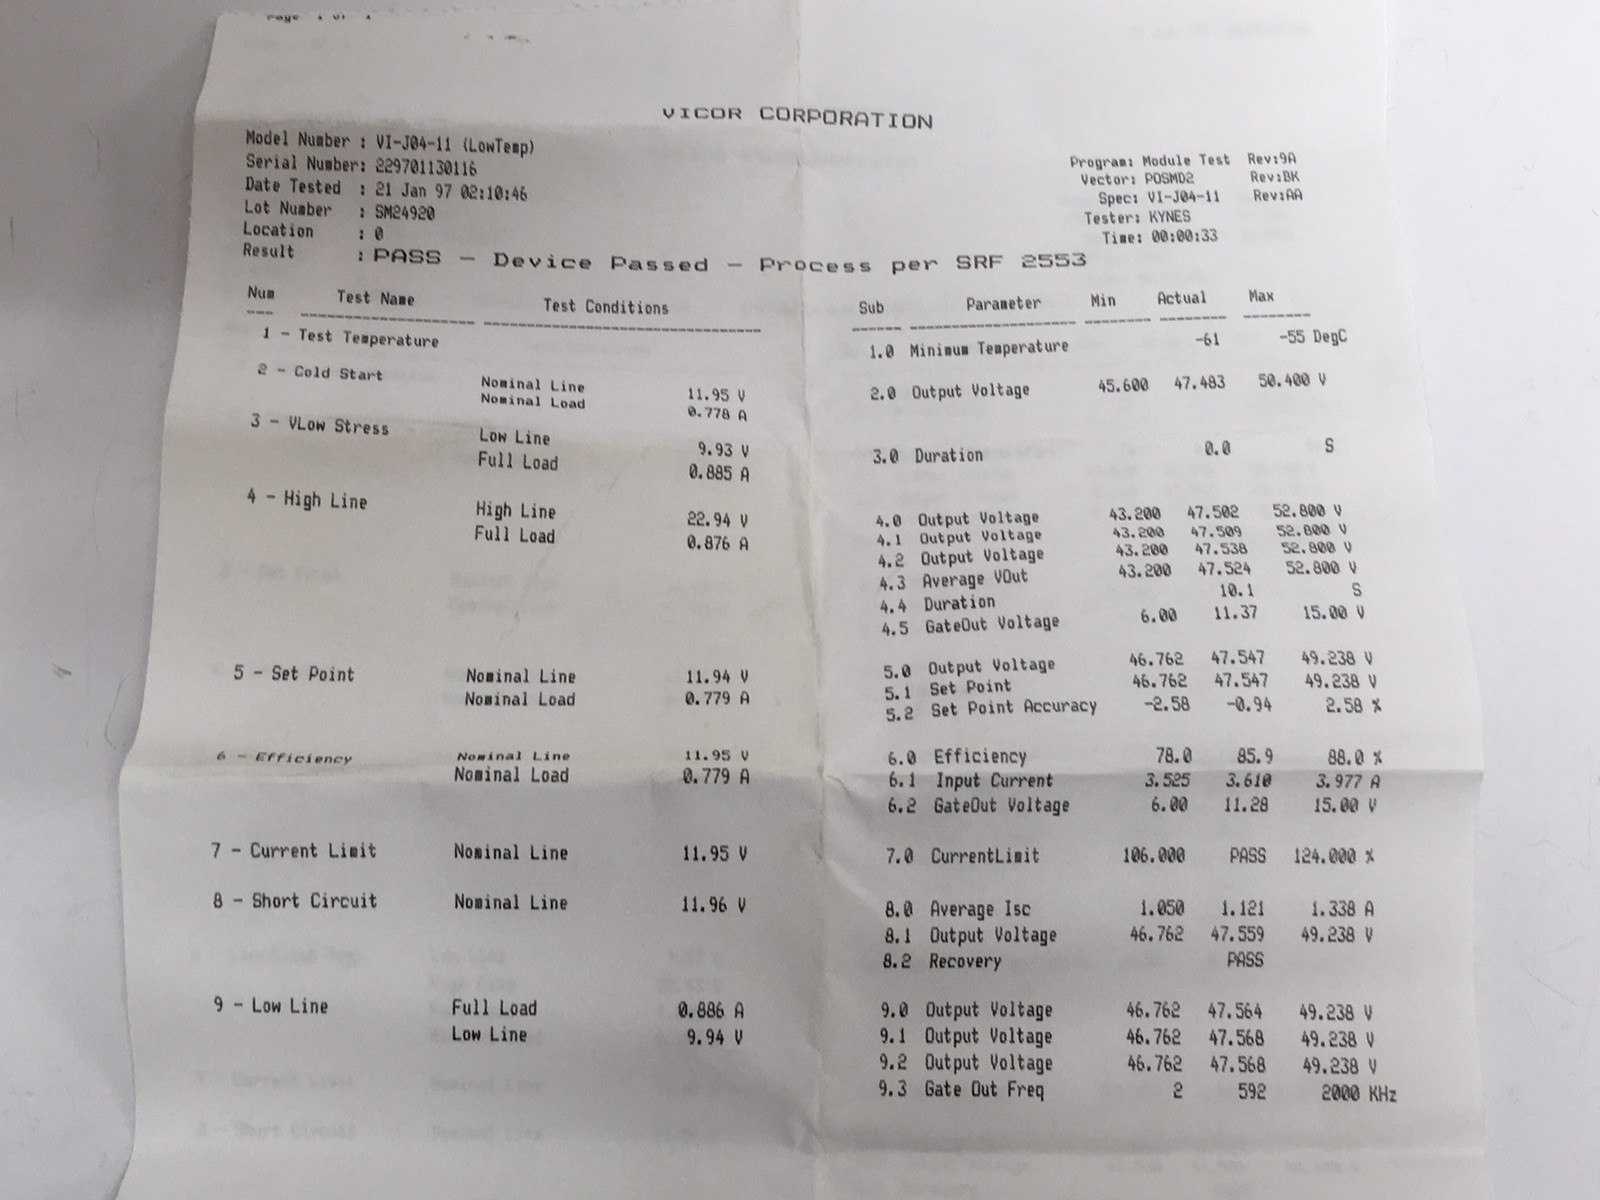 VICOR CORPORATION
Model Number : VI-J04-11 (LowTemp)
Serial Number: 229701130116
Date Tested : 21 Jan 97 02:10:46
Lot Number : SM24920
Location : 0
Result : PASS - Device Passed - Process per SRF 2553
Program: Module Test Rev:9A
Vector: POSMD2 Rev:BK
Spec: VI-J04-11 Rev:AA
Tester: KYNES
Time: 00:00:33
Num Test Name Test Conditions Sub Parameter Min Actual Max
1 - Test Temperature 1.0 Minimum Temperature -61 -55 DegC
2 - Cold Start Nominal Line 11.95 V 2.0 Output Voltage 45.600 47.483 50.400 V
Nominal Load 0.778 A
3 - VLow Stress Low Line 9.93 V 3.0 Duration 0.0 S
Full Load 0.885 A
4 - High Line High Line 22.94 V 4.0 Output Voltage 43.200 47.502 52.800 V
Full Load 0.876 A 4.1 Output Voltage 43.200 47.509 52.800 V
4.2 Output Voltage 43.200 47.538 52.800 V
4.3 Average VOut 43.200 47.524 52.800 V
4.4 Duration 10.1 S
4.5 GateOut Voltage 6.00 11.37 15.00 V
5 - Set Point Nominal Line 11.94 V 5.0 Output Voltage 46.762 47.547 49.238 V
Nominal Load 0.779 A 5.1 Set Point 46.762 47.547 49.238 V
5.2 Set Point Accuracy -2.58 -0.94 2.58 %
6 - Efficiency Nominal Line 11.95 V 6.0 Efficiency 78.0 85.9 88.0 %
Nominal Load 0.779 A 6.1 Input Current 3.525 3.610 3.977 A
6.2 GateOut Voltage 6.00 11.28 15.00 V
7 - Current Limit Nominal Line 11.95 V 7.0 CurrentLimit 106.000 PASS 124.000 %
8 - Short Circuit Nominal Line 11.96 V 8.0 Average Isc 1.050 1.121 1.338 A
8.1 Output Voltage 46.762 47.559 49.238 V
8.2 Recovery PASS
9 - Low Line Full Load 0.886 A 9.0 Output Voltage 46.762 47.564 49.238 V
Low Line 9.94 V 9.1 Output Voltage 46.762 47.568 49.238 V
9.2 Output Voltage 46.762 47.568 49.238 V
9.3 Gate Out Freq 2 592 2000 KHz